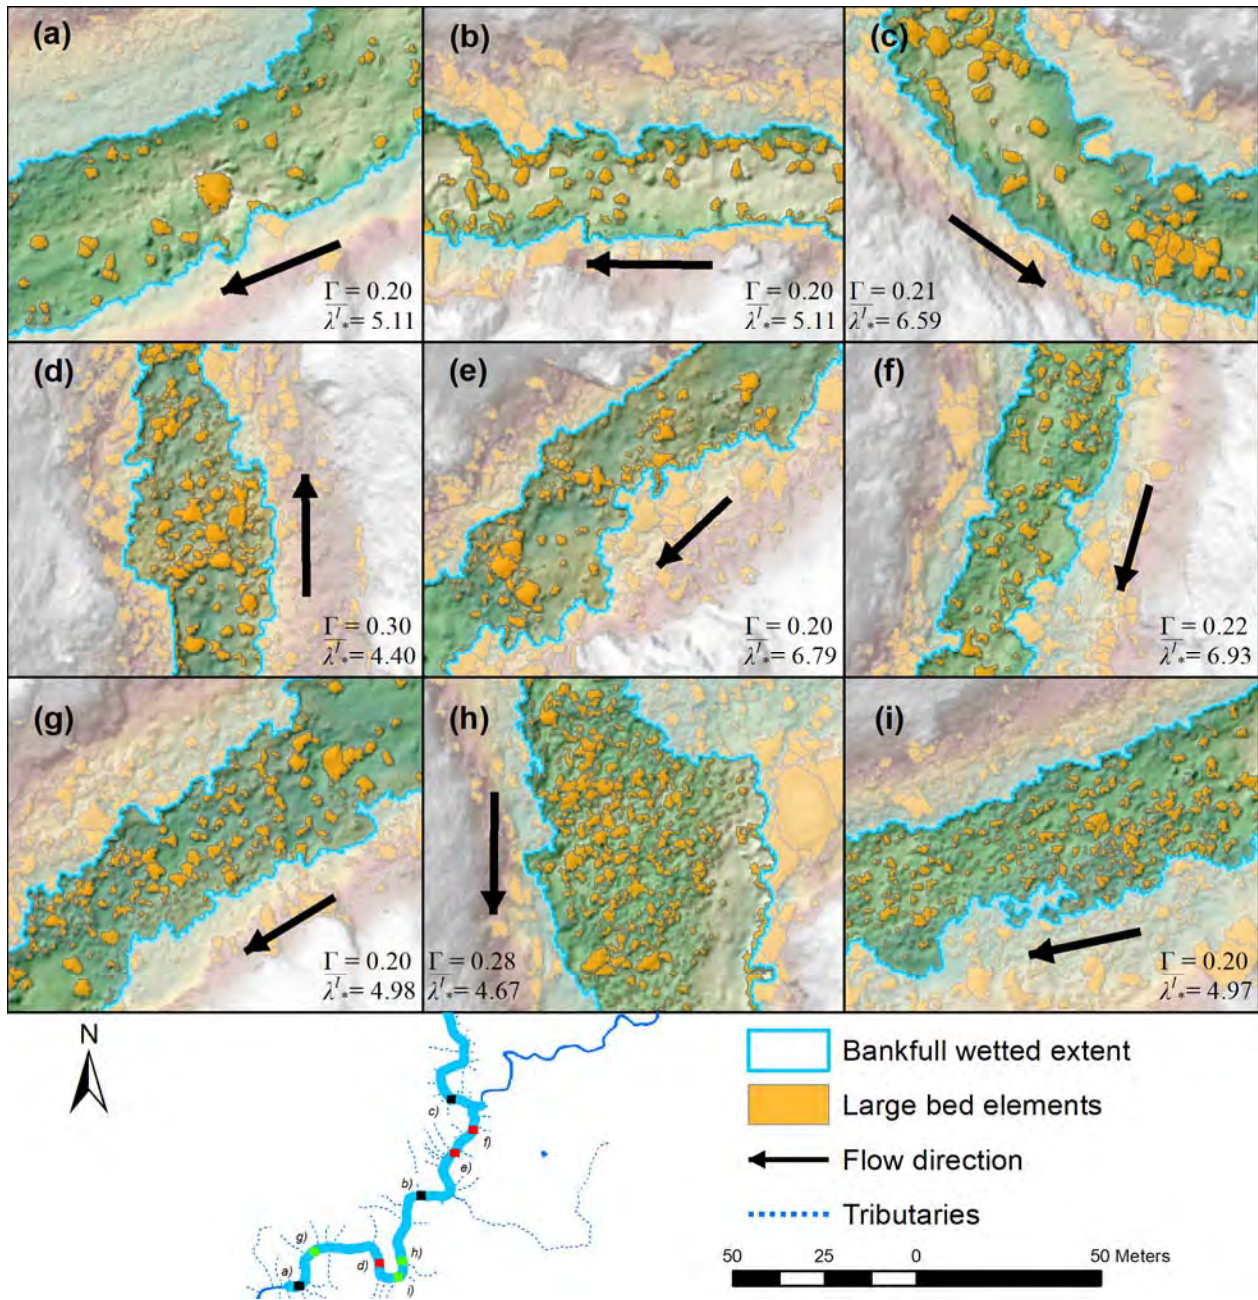 (a)
Γ = 0.20
λ̅ᴵ* = 5.11
(b)
Γ = 0.20
λ̅ᴵ* = 5.11
(c)
Γ = 0.21
λ̅ᴵ* = 6.59
(d)
Γ = 0.30
λ̅ᴵ* = 4.40
(e)
Γ = 0.20
λ̅ᴵ* = 6.79
(f)
Γ = 0.22
λ̅ᴵ* = 6.93
(g)
Γ = 0.20
λ̅ᴵ* = 4.98
(h)
Γ = 0.28
λ̅ᴵ* = 4.67
(i)
Γ = 0.20
λ̅ᴵ* = 4.97
N
c)
f)
e)
b)
g)
h)
d)
i)
a)
Bankfull wetted extent
Large bed elements
Flow direction
Tributaries
50 25 0 50 Meters